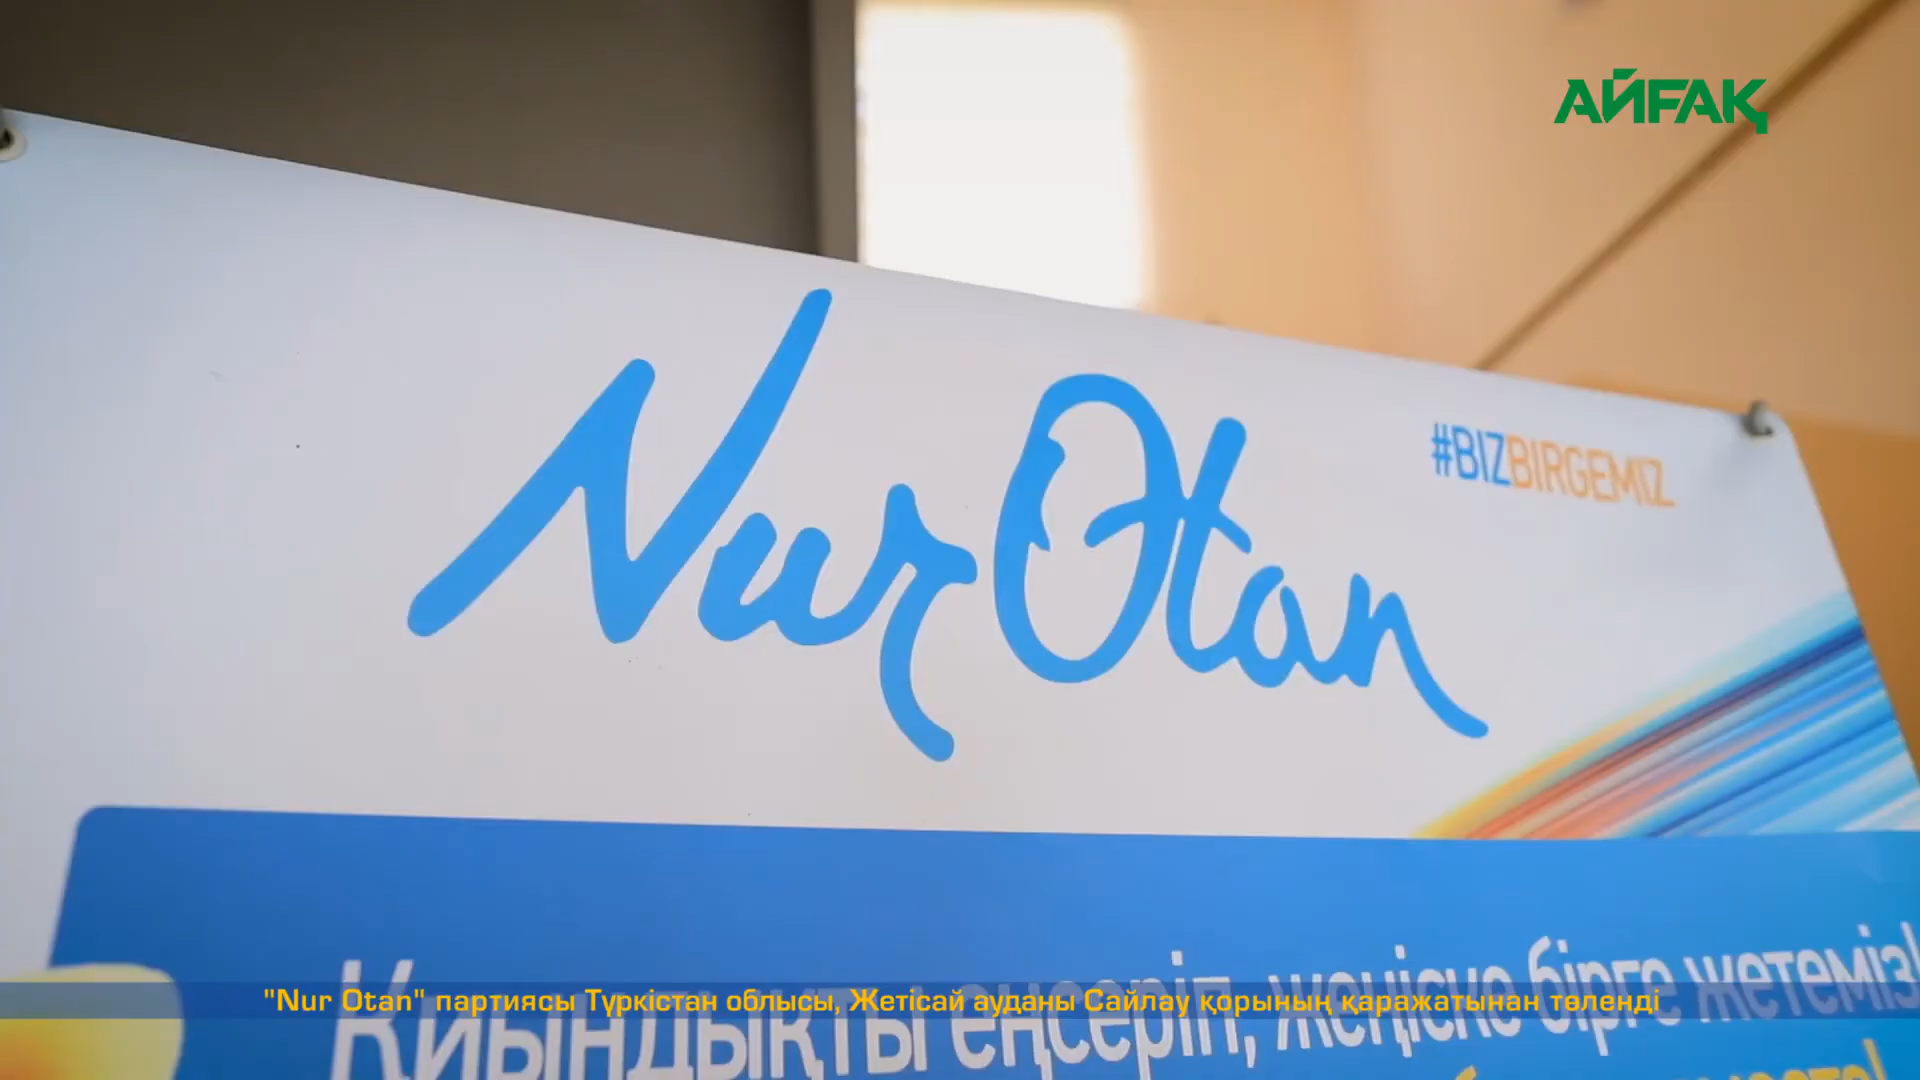 АЙҒАҚ
Nur Otan
#BIZBIRGEMIZ
Қиындықты еңсеріп, жеңіске бірге жетеміз!
"Nur Otan" партиясы Түркістан облысы, Жетісай ауданы Сайлау қорының қаражатынан төленді